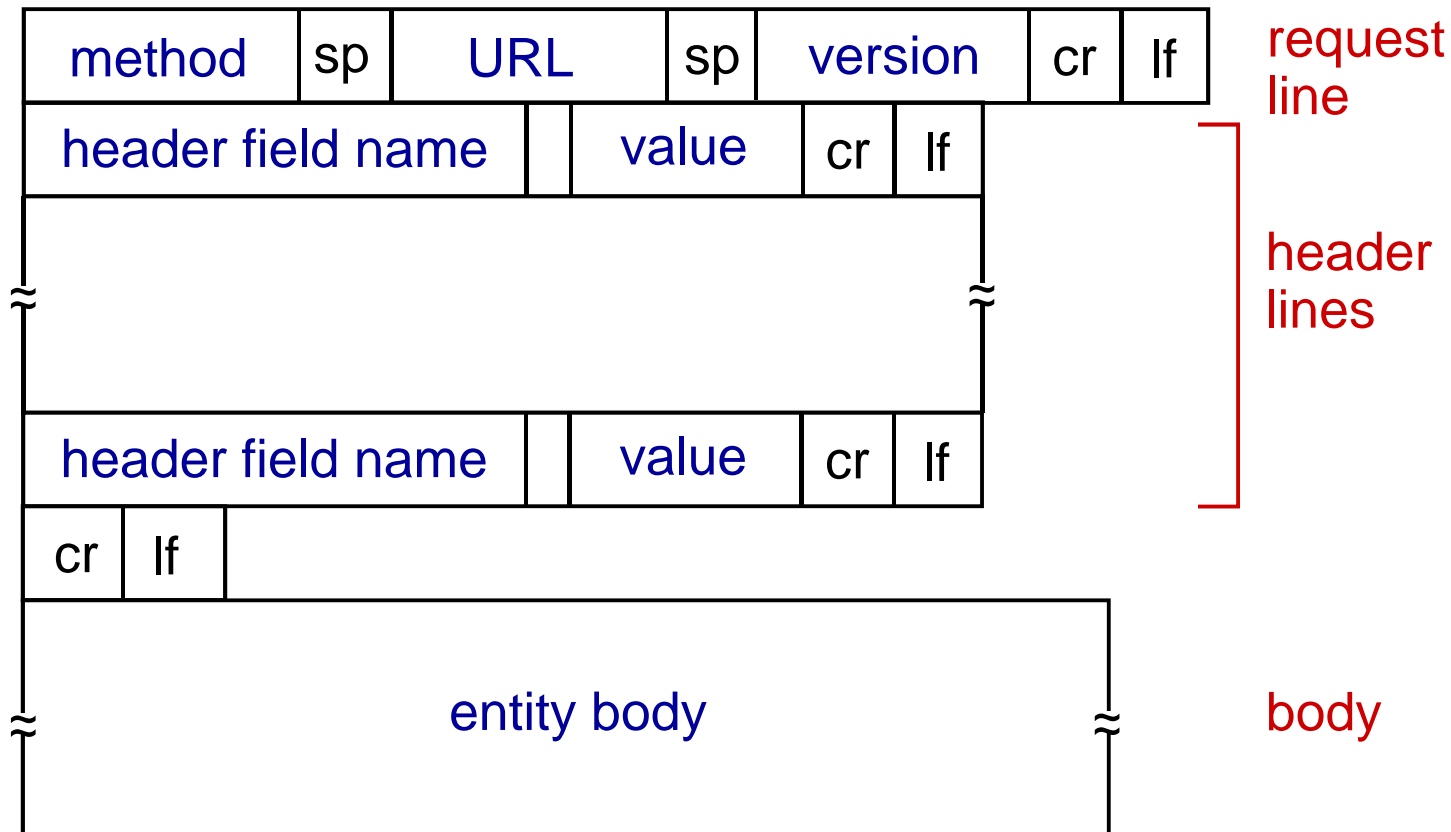 method sp URL sp version cr lf request
line
header field name value cr lf
header
lines
≈ ≈
header field name value cr lf
cr lf
≈ entity body ≈ body